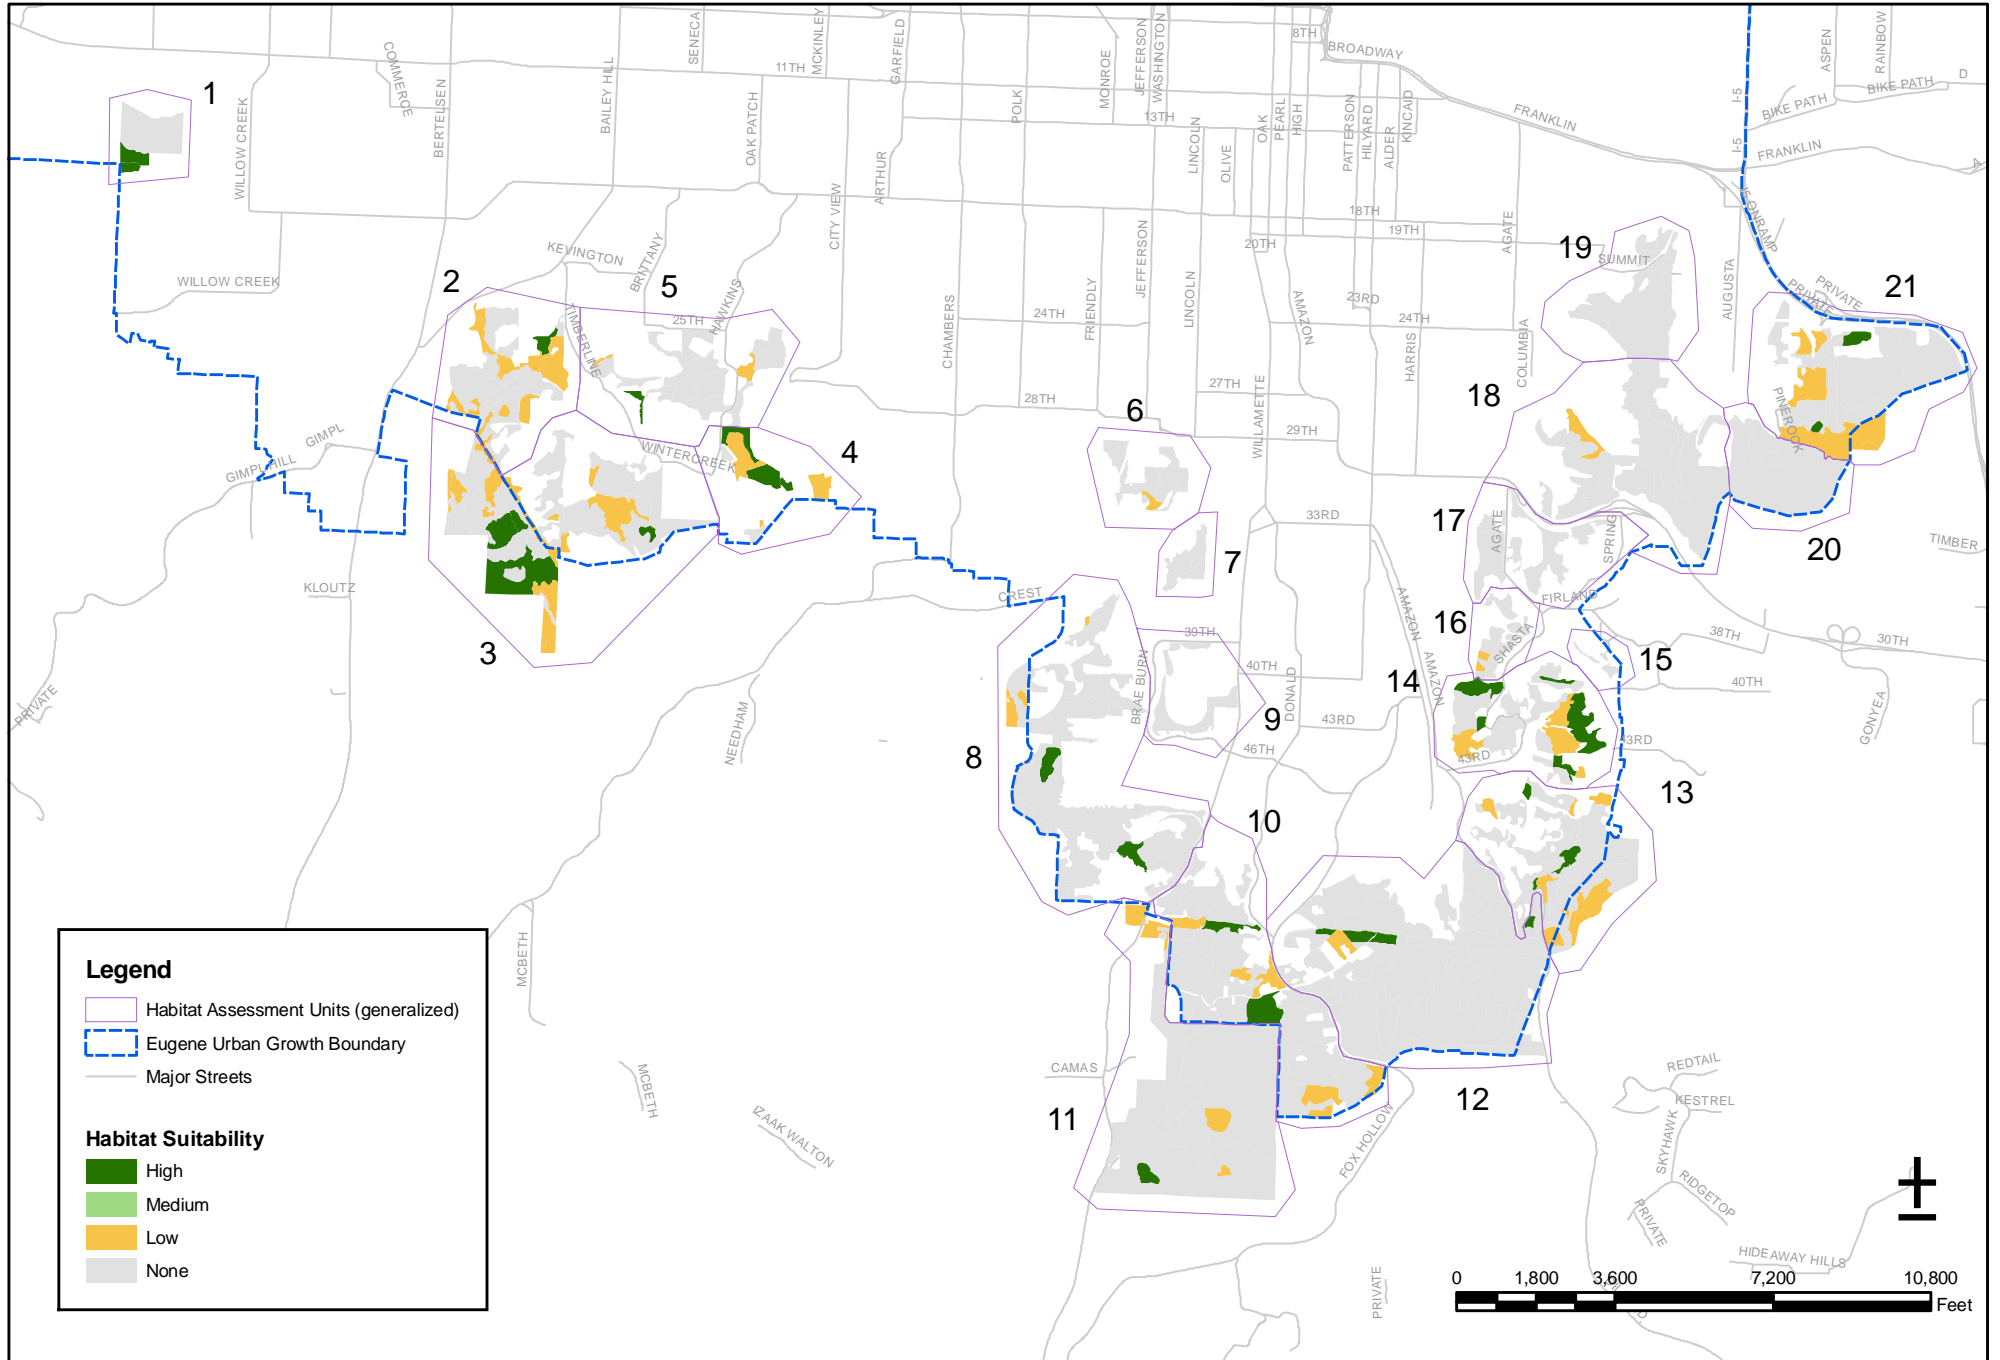 8TH
BROADWAY
SENECA
MCKINLEY
GARFIELD
JEFFERSON
WASHINGTON
ASPEN
RAINBOW
COMMERCE
BERTELSEN
BAILEY HILL
11TH
MONROE
D
BIKE PATH
BIKE PATH
I-5
1
WILLOW CREEK
OAK PATCH
POLK
13TH
OAK
PEARL
HIGH
PATTERSON
HILYARD
ALDER
KINCAID
FRANKLIN
I-5
FRANKLIN
A
ARTHUR
LINCOLN
OLIVE
CITY VIEW
18TH
19TH
20TH
AGATE
I5 ONRAMP
KEVINGTON
BRITTANY
WILLOW CREEK
2
5
HAWKINS
TIMBERLINE
25TH
CHAMBERS
24TH
FRIENDLY
JEFFERSON
LINCOLN
AMAZON
23RD
24TH
HARRIS
COLUMBIA
19
SUMMIT
AUGUSTA
PRIVATE
PRIVATE
21
GIMPL
GIMPL HILL
WINTERCREEK
4
28TH
6
27TH
29TH
WILLAMETTE
18
PINEROCK
KLOUTZ
3
7
33RD
17
AGATE
SPRING
20
TIMBER
CREST
39TH
BRAE BURN
40TH
DONALD
AMAZON
AMAZON
16
SHASTA
FIRLAND
38TH
30TH
15
40TH
14
PRIVATE
NEEDHAM
8
9
43RD
46TH
43RD
43RD
GONYEA
13
10
MCBETH
MCBETH
IZAAK WALTON
CAMAS
11
12
FOX HOLLOW
REDTAIL
KESTREL
SKYHAWK
RIDGETOP
PRIVATE
HIDEAWAY HILLS
PRIVATE
Legend
Habitat Assessment Units (generalized)
Eugene Urban Growth Boundary
Major Streets
Habitat Suitability
High
Medium
Low
None
0 1,800 3,600 7,200 10,800
Feet